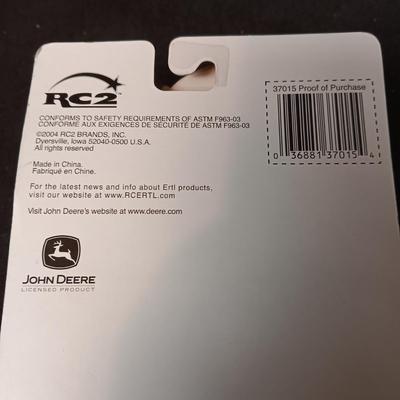 RC2™
37015 Proof of Purchase
0 36881 37015 4
CONFORMS TO SAFETY REQUIREMENTS OF ASTM F963-03
CONFORME AUX EXIGENCES DE SÉCURITÉ DE ASTM F963-03
©2004 RC2 BRANDS, INC.
Dyersville, Iowa 52040-0500 U.S.A.
All rights reserved
Made in China.
Fabriqué en Chine.
For the latest news and info about Ertl products,
visit our website at www.RCERTL.com
Visit John Deere's website at www.deere.com
JOHN DEERE
LICENSED PRODUCT